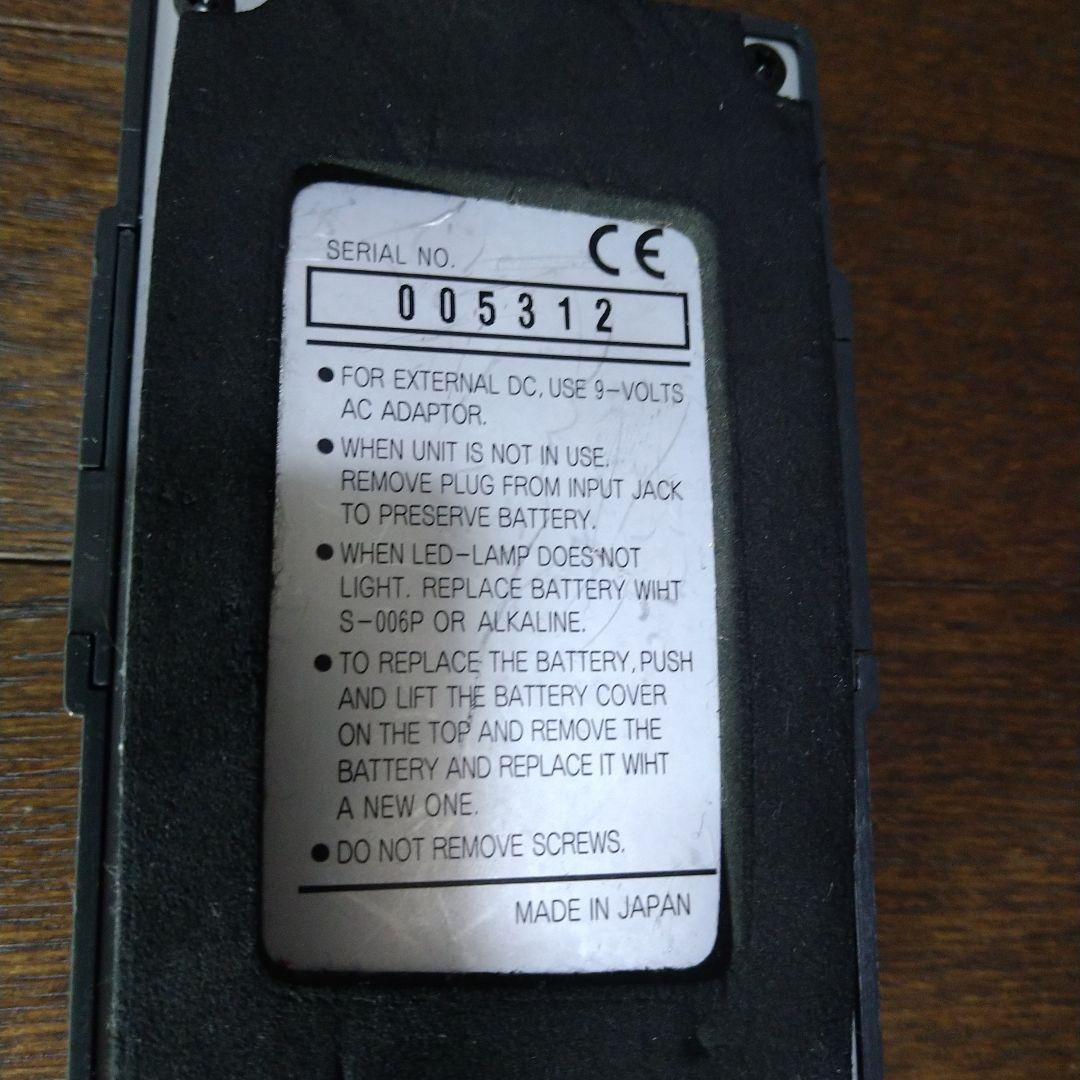 SERIAL NO. CE
005312
● FOR EXTERNAL DC, USE 9-VOLTS
AC ADAPTOR.
● WHEN UNIT IS NOT IN USE,
REMOVE PLUG FROM INPUT JACK
TO PRESERVE BATTERY.
● WHEN LED-LAMP DOES NOT
LIGHT. REPLACE BATTERY WIHT
S-006P OR ALKALINE.
● TO REPLACE THE BATTERY, PUSH
AND LIFT THE BATTERY COVER
ON THE TOP AND REMOVE THE
BATTERY AND REPLACE IT WIHT
A NEW ONE.
● DO NOT REMOVE SCREWS.
MADE IN JAPAN